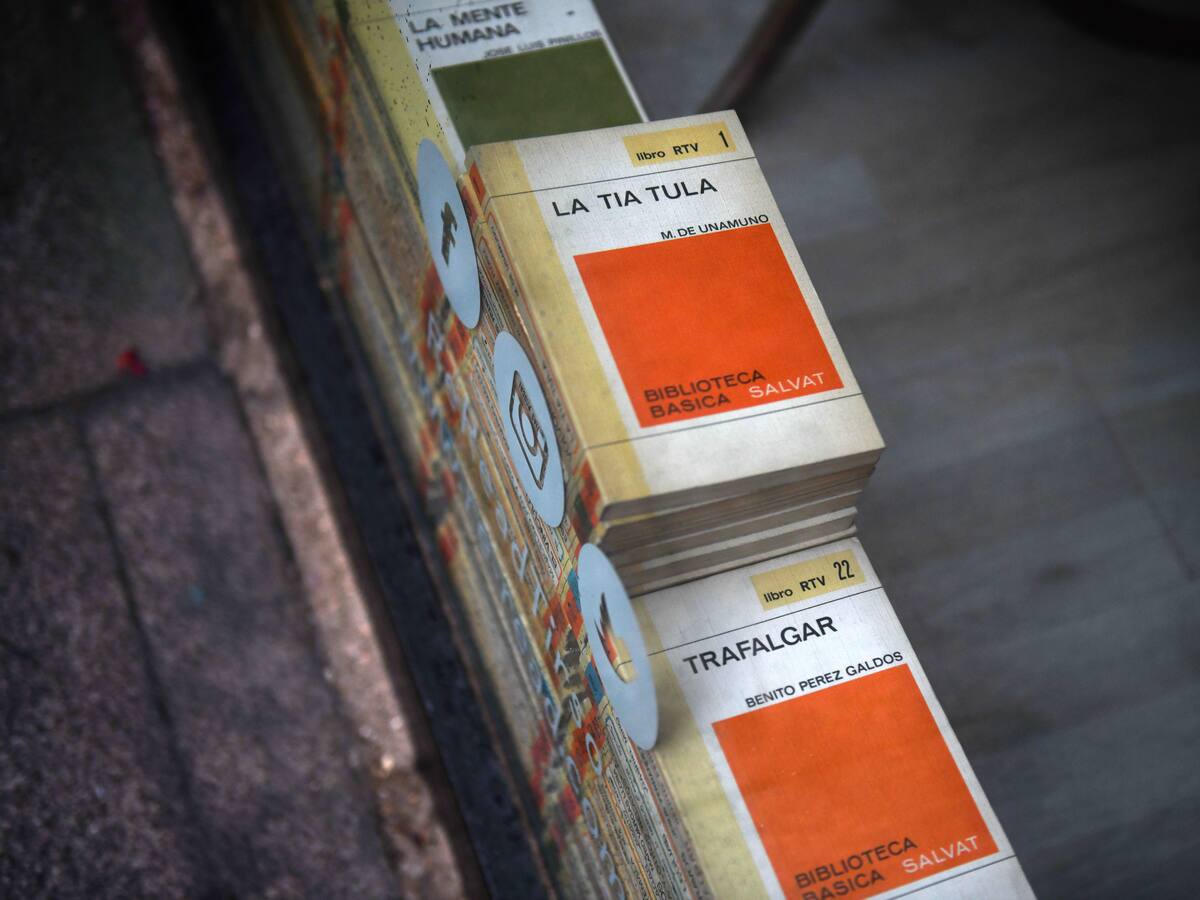 LA MENTE
HUMANA
JOSE LUIS PINILLOS
libro RTV 1
LA TIA TULA
M. DE UNAMUNO
BIBLIOTECA
BASICA SALVAT
libro RTV 22
TRAFALGAR
BENITO PEREZ GALDOS
BIBLIOTECA
BASICA SALVAT